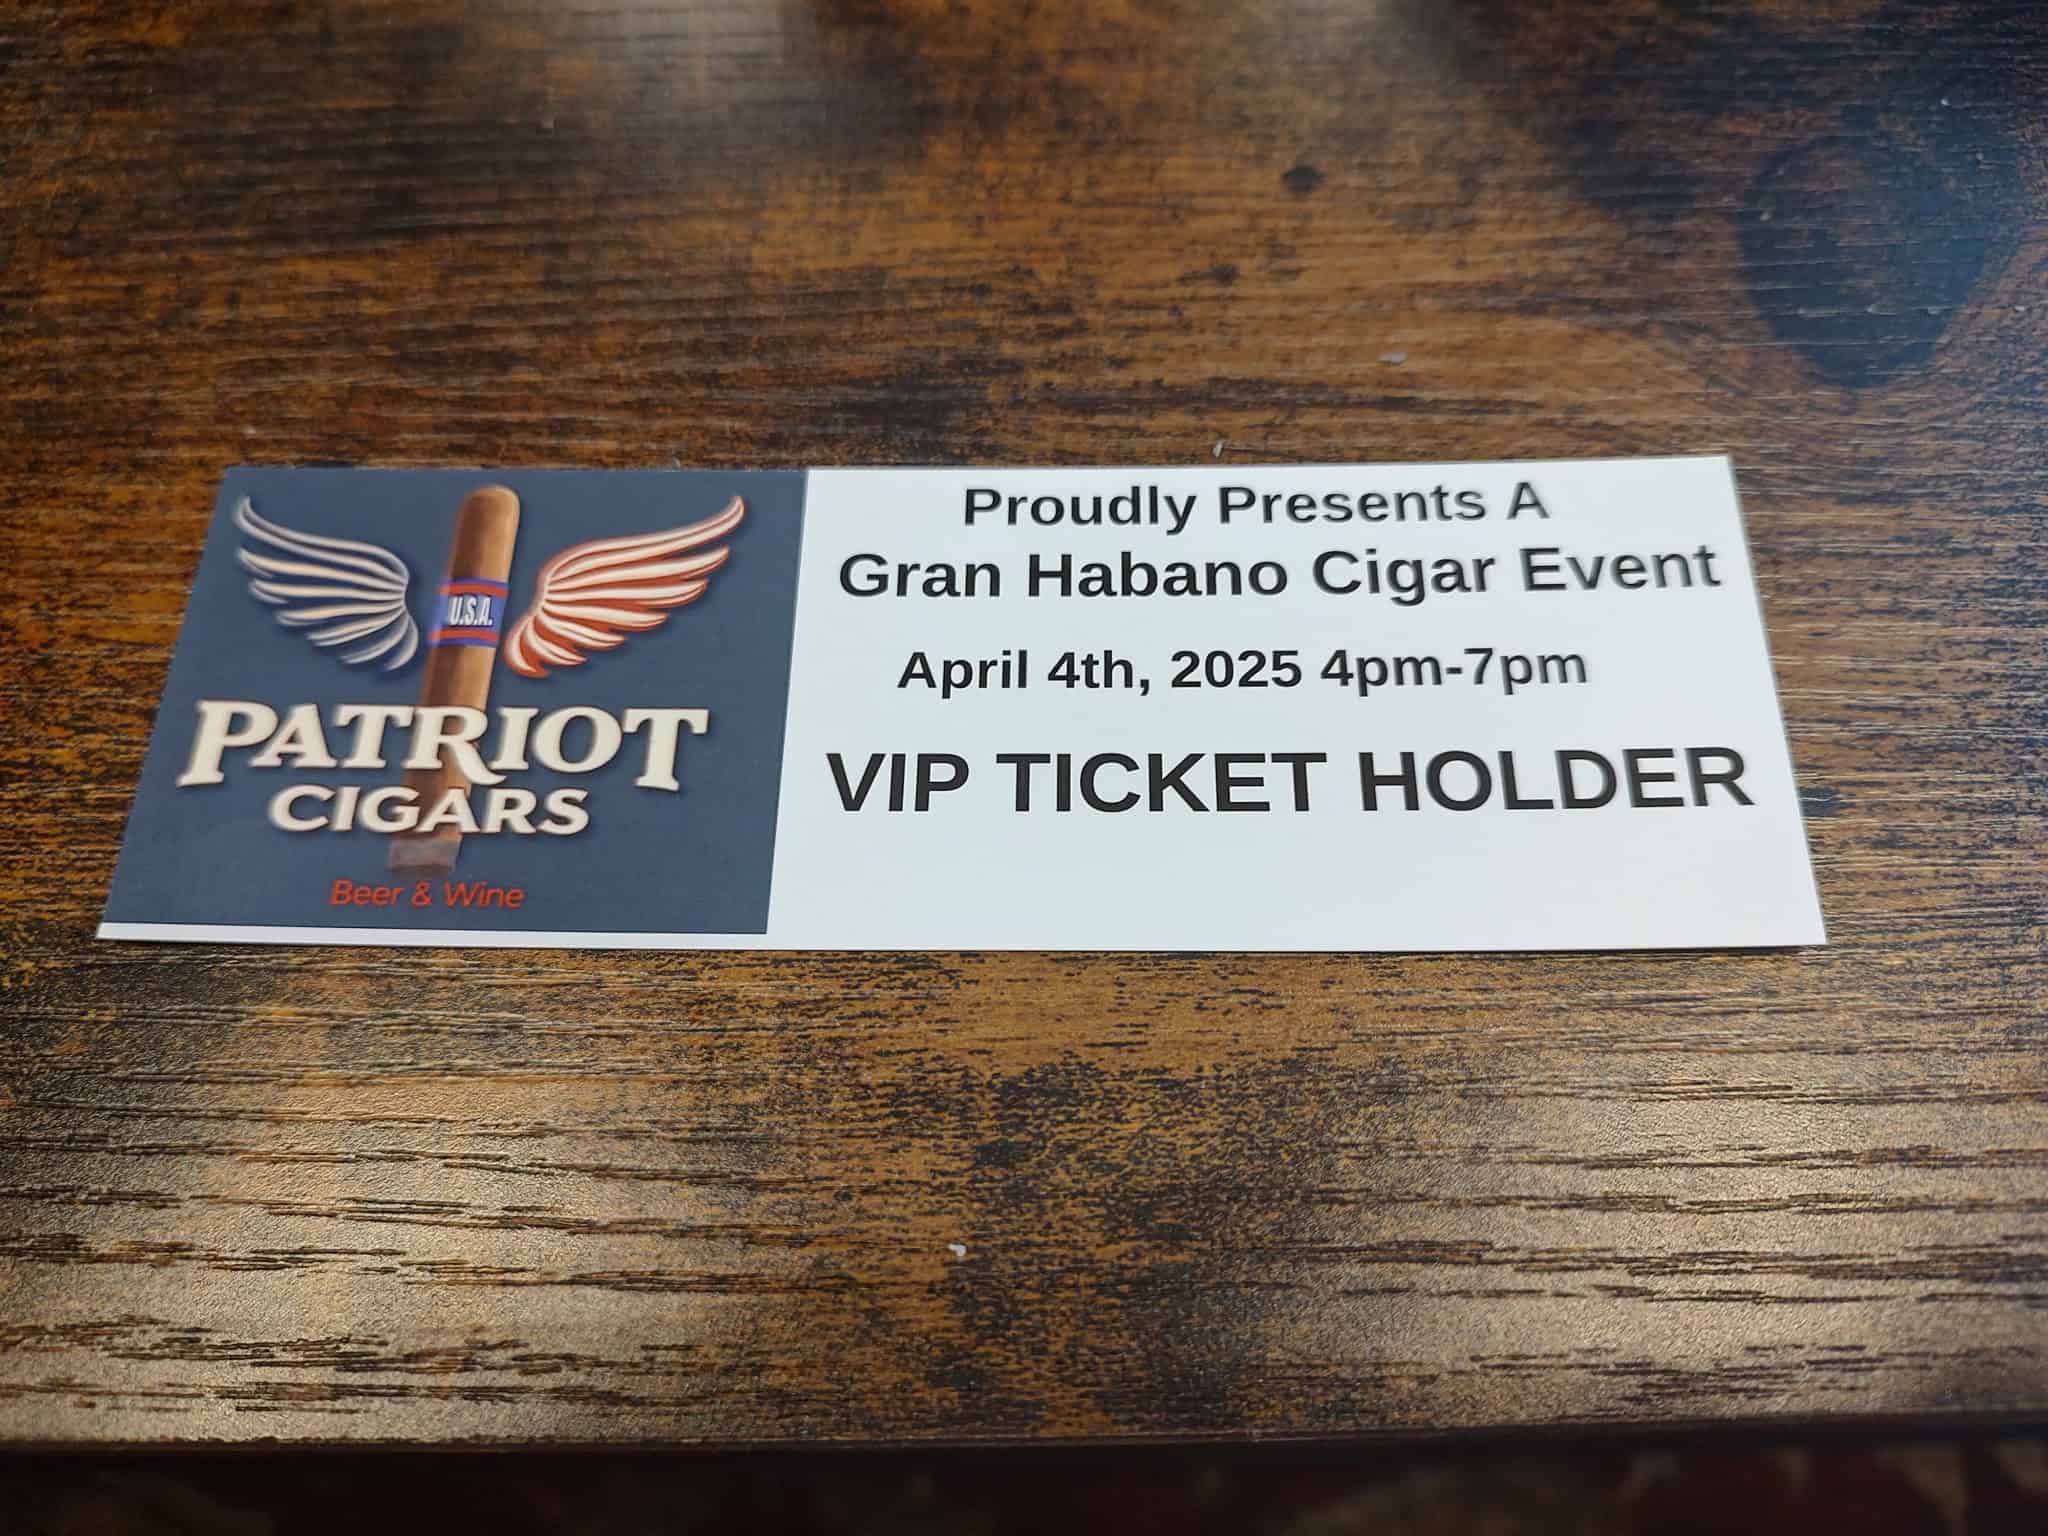 U.S.A.
PATRIOT
CIGARS
Beer & Wine
Proudly Presents A
Gran Habano Cigar Event
April 4th, 2025 4pm-7pm
VIP TICKET HOLDER